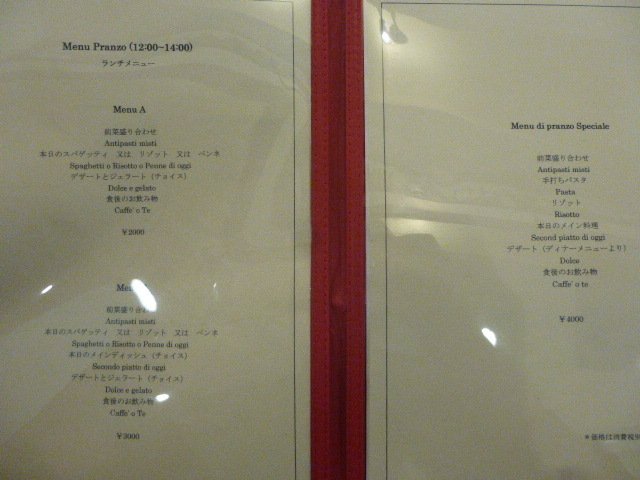 Menu Pranzo (12:00~14:00)
ランチメニュー
Menu A
前菜盛り合わせ
Antipasti misti
本日のスパゲッティ 又は リゾット 又は ペンネ
Spaghetti o Risotto o Penne di oggi
デザートとジェラート（チョイス）
Dolce e gelato
食後のお飲み物
Caffe' o Te
¥2000
Menu
前菜盛り合わ
Antipasti misti
本日のスパゲッティ 又は リゾット 又は ペンネ
Spaghetti o Risotto o Penne di oggi
本日のメインディッシュ（チョイス）
Secondo piatto di oggi
デザートとジェラート（チョイス）
Dolce e gelato
食後のお飲み物
Caffe' o Te
¥3000
Menu di pranzo Speciale
前菜盛り合わせ
Antipasti misti
手打ちパスタ
Pasta
リゾット
Risotto
本日のメイン料理
Second piatto di oggi
デザート（ディナーメニューより）
Dolce
食後のお飲み物
Caffe' o te
¥4000
＊価格は消費税別